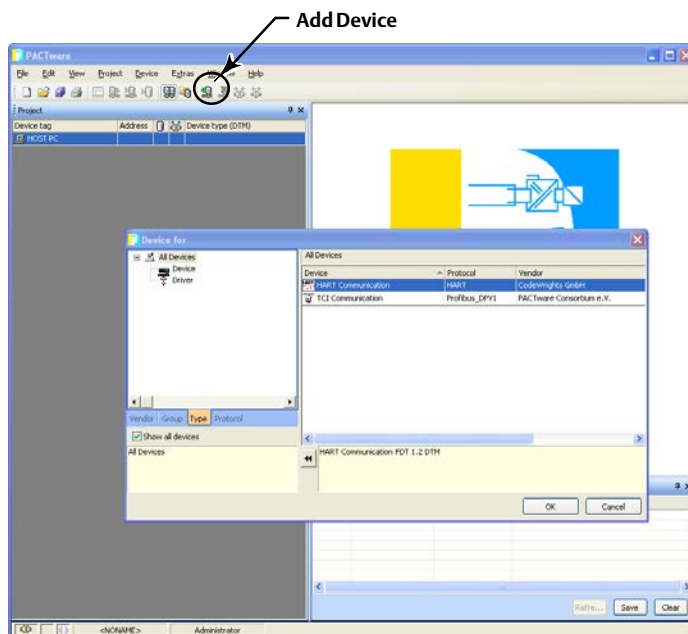 Add Device
PACTware
File Edit View Project Device Extras Help
Project
Device tag Address Device type (DTM)
HOST PC
Device for
All Devices
Device
Driver
All Devices
Device Protocol Vendor
HART Communication HART CodeWrights GmbH
TCI Communication Profibus_DPV1 PACTware Consortium e.V.
Vendor Group Type Protocol
Show all devices
All Devices
HART Communication FDT 1.2 DTM
OK Cancel
Refre... Save Clear
<NONAME> Administrator